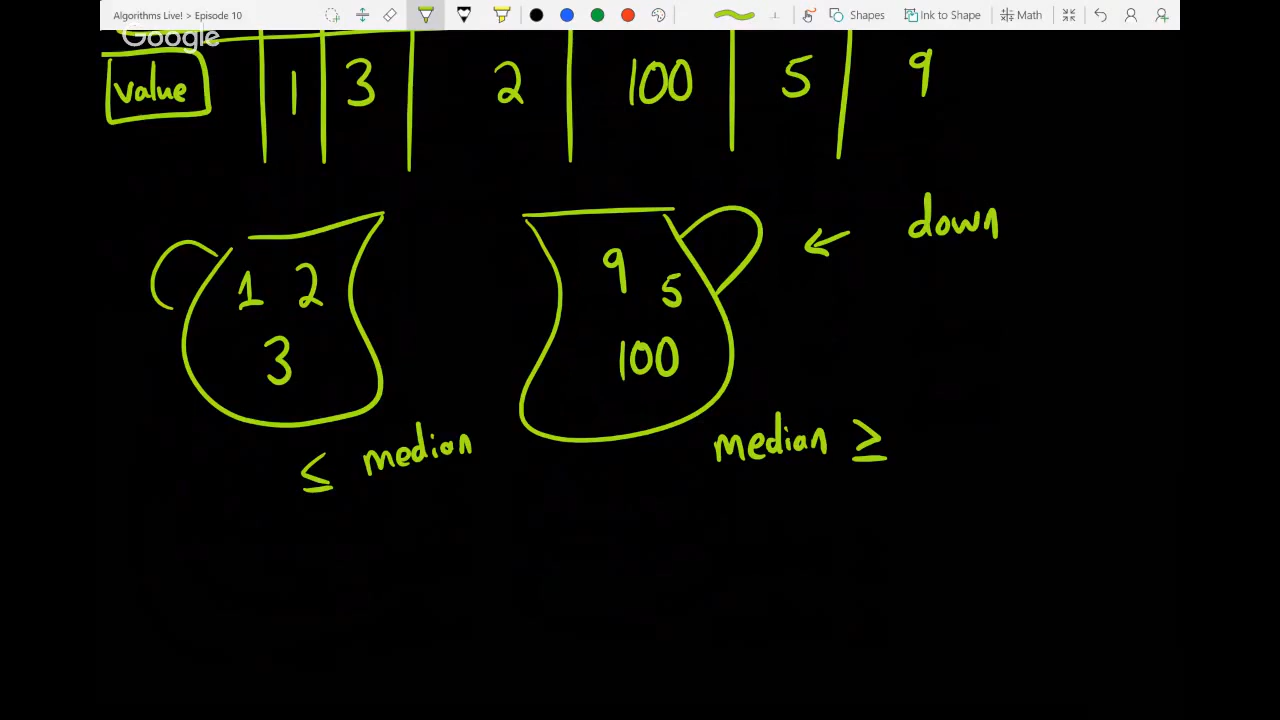 Algorithms Live! > Episode 10 Shapes Ink to Shape Math
Google
value 1 3 2 100 5 9
down
1 2 9 5
3 100
≤ median median ≥